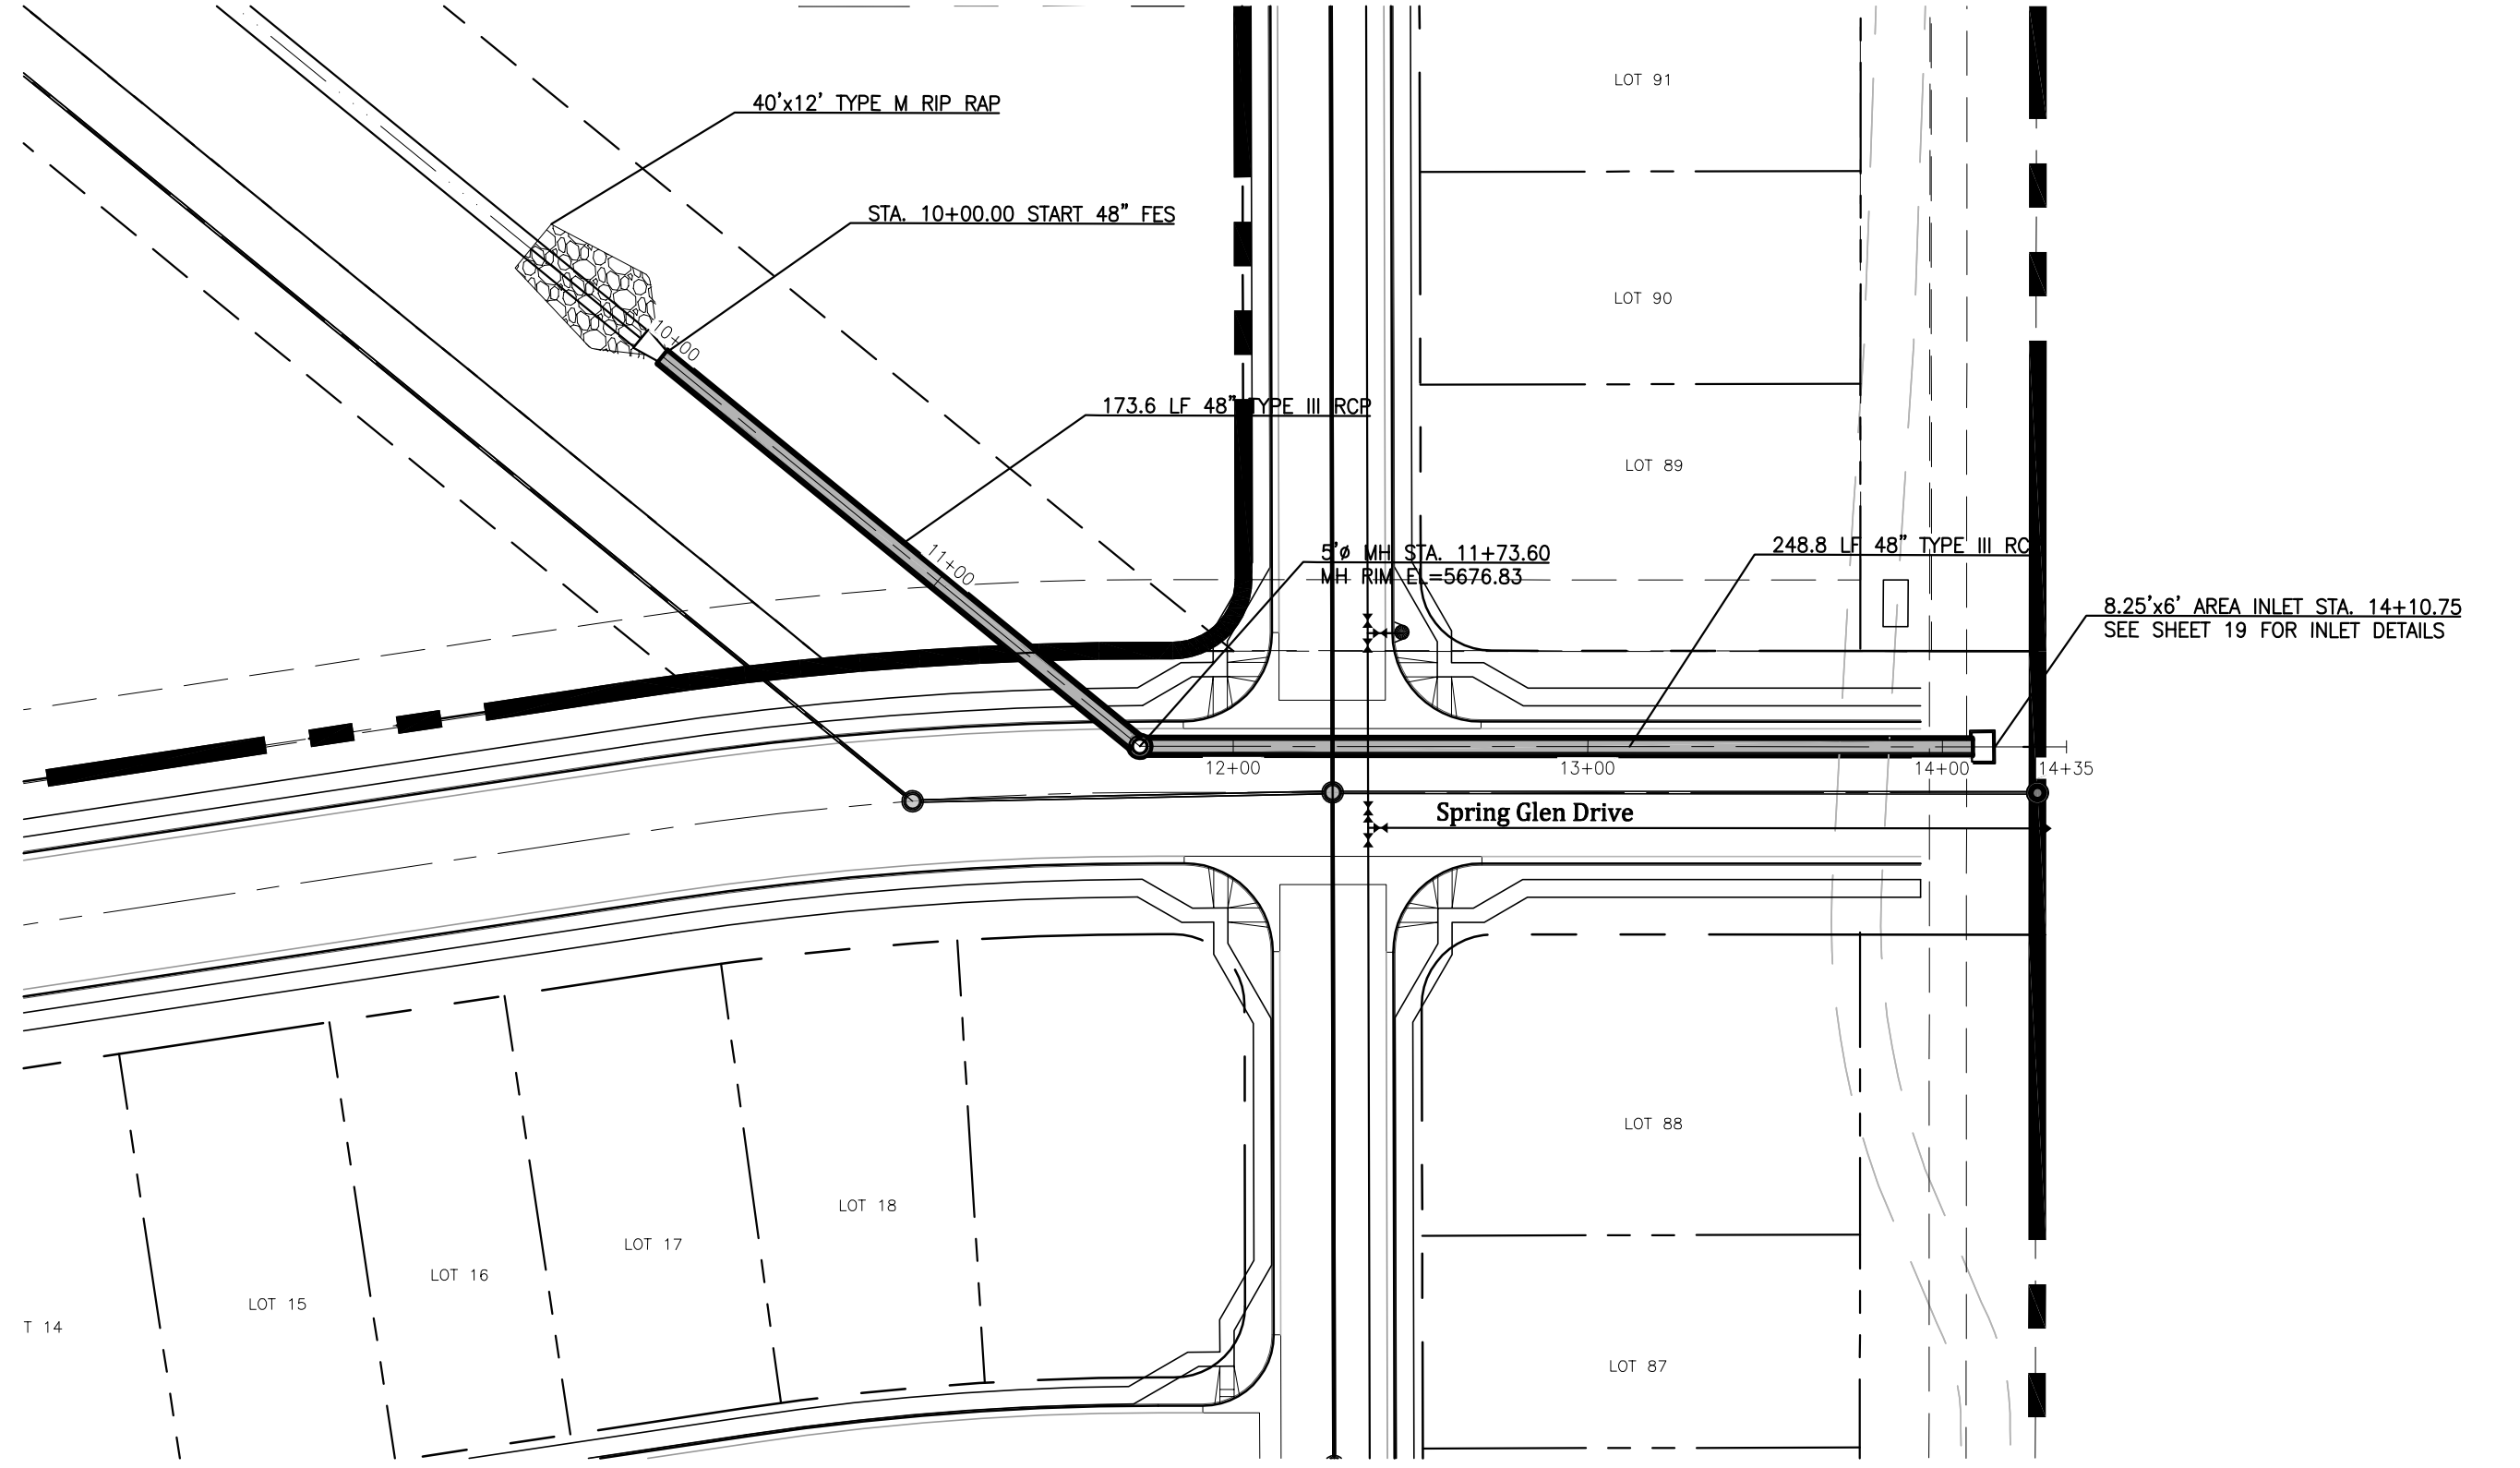 LOT 91
40'x12' TYPE M RIP RAP
STA. 10+00.00 START 48" FES
LOT 90
10+00
173.6 LF 48" TYPE III RCP
LOT 89
248.8 LF 48" TYPE III RC
5'ø MH STA. 11+73.60
MH RIM EL=5676.83
11+00
8.25'x6' AREA INLET STA. 14+10.75
SEE SHEET 19 FOR INLET DETAILS
12+00
13+00
14+00
14+35
Spring Glen Drive
LOT 88
LOT 18
LOT 17
LOT 16
LOT 15
T 14
LOT 87